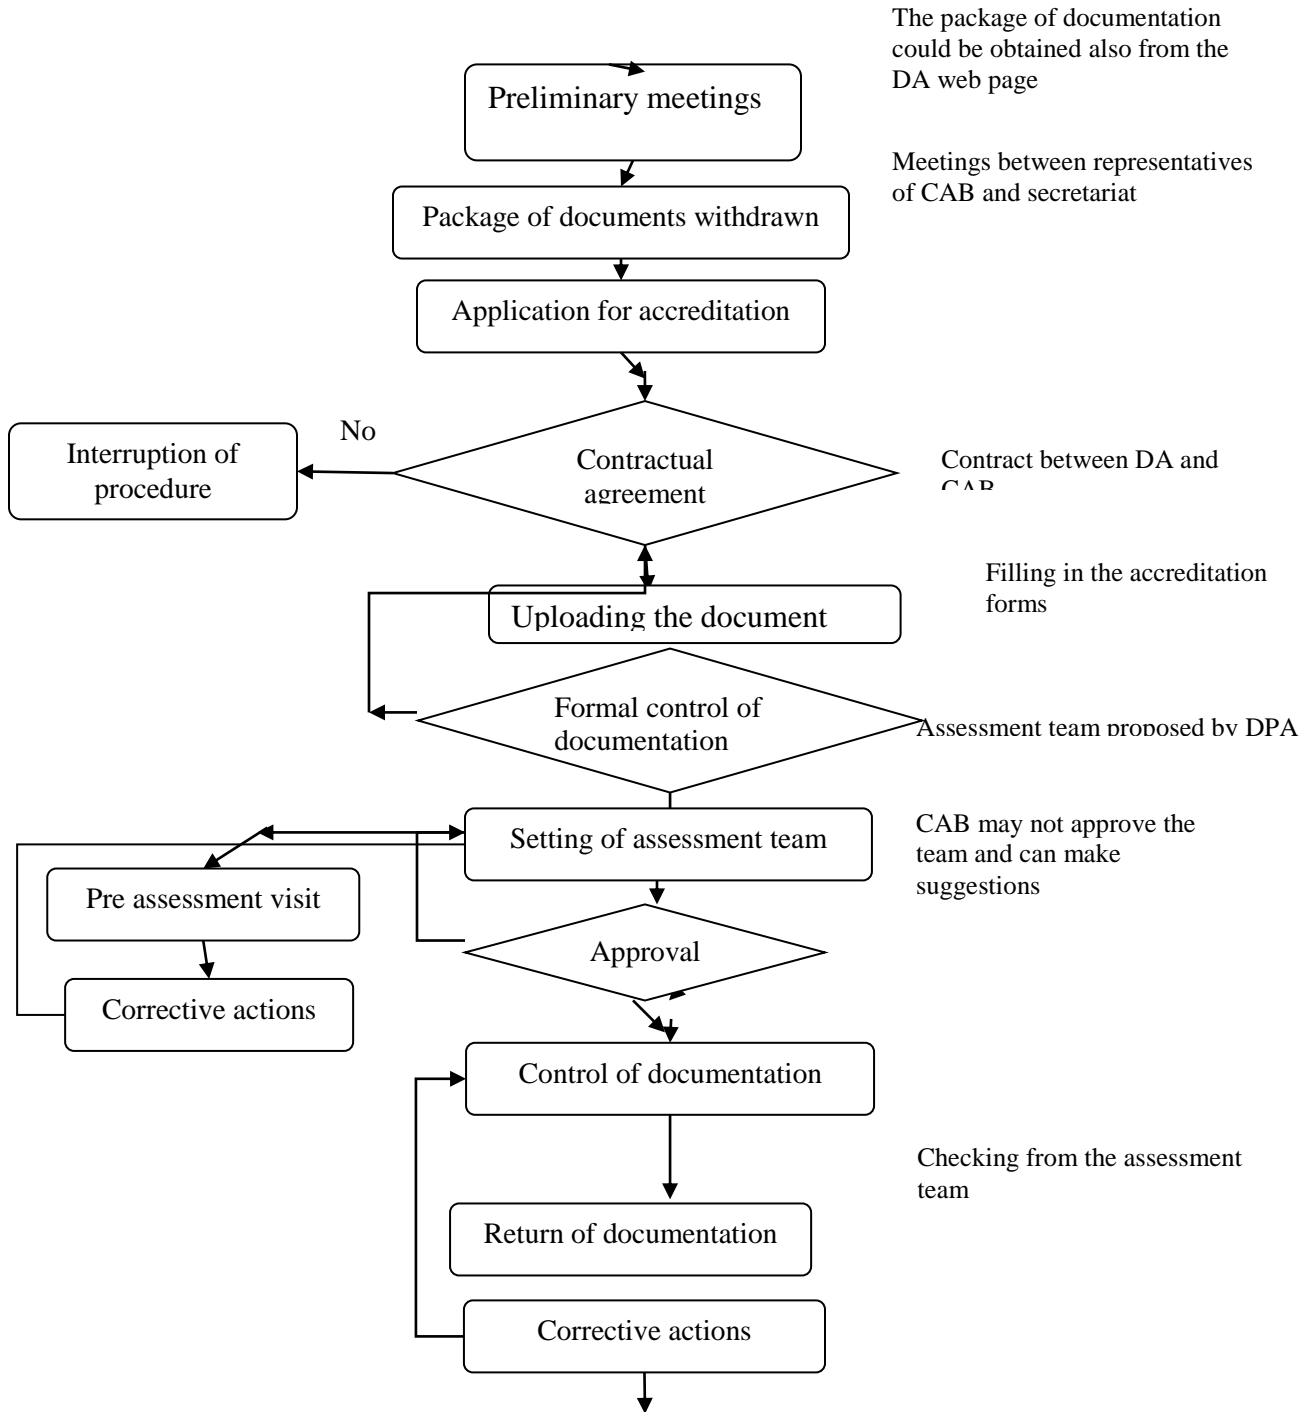 The package of documentation
could be obtained also from the
DA web page
Preliminary meetings
Meetings between representatives
of CAB and secretariat
Package of documents withdrawn
Application for accreditation
No
Interruption of
procedure
Contractual
agreement
Contract between DA and
CAB
Filling in the accreditation
forms
Uploading the document
Formal control of
documentation
Assessment team proposed by DPA
Setting of assessment team
CAB may not approve the
team and can make
suggestions
Pre assessment visit
Approval
Corrective actions
Control of documentation
Checking from the assessment
team
Return of documentation
Corrective actions